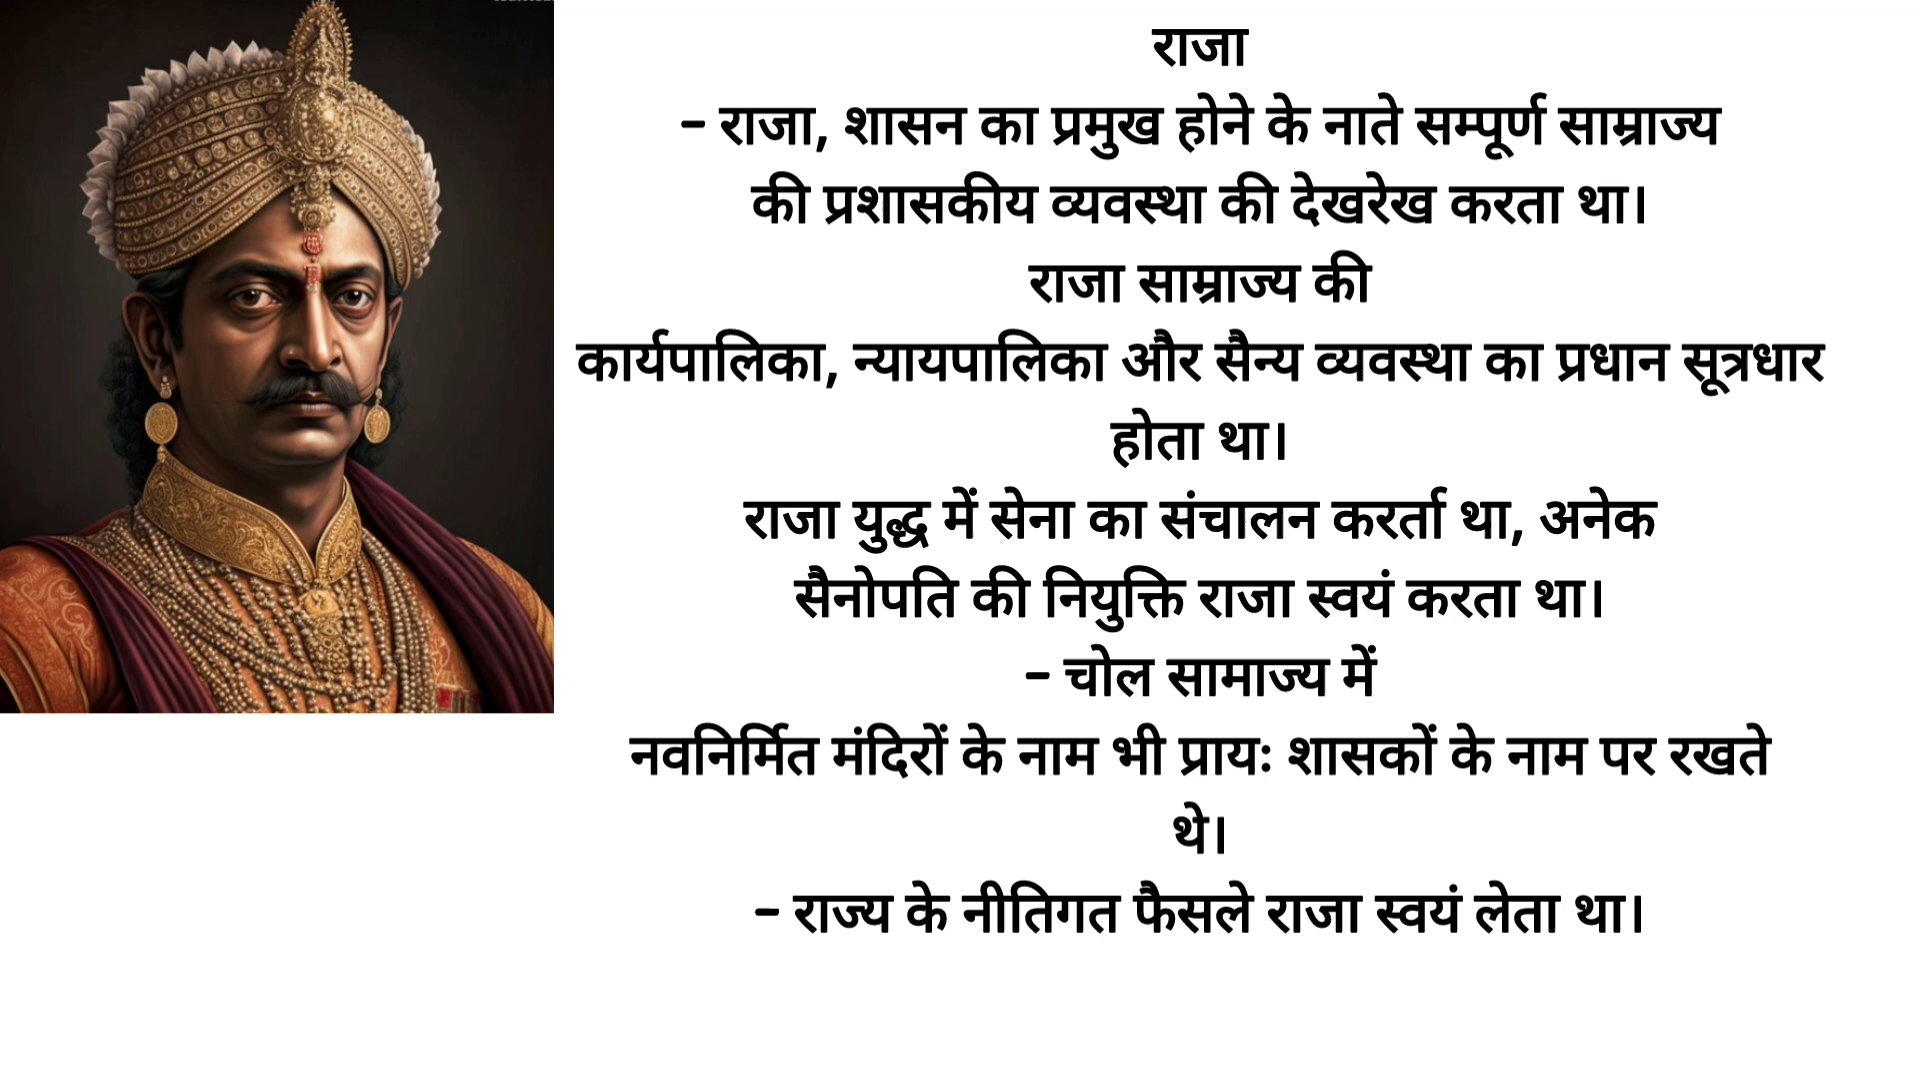 राजा
- राजा, शासन का प्रमुख होने के नाते सम्पूर्ण साम्राज्य
की प्रशासकीय व्यवस्था की देखरेख करता था।
राजा साम्राज्य की
कार्यपालिका, न्यायपालिका और सैन्य व्यवस्था का प्रधान सूत्रधार
होता था।
राजा युद्ध में सेना का संचालन करर्ता था, अनेक
सैनोपति की नियुक्ति राजा स्वयं करता था।
- चोल सामाज्य में
नवनिर्मित मंदिरों के नाम भी प्रायः शासकों के नाम पर रखते
थे।
- राज्य के नीतिगत फैसले राजा स्वयं लेता था।